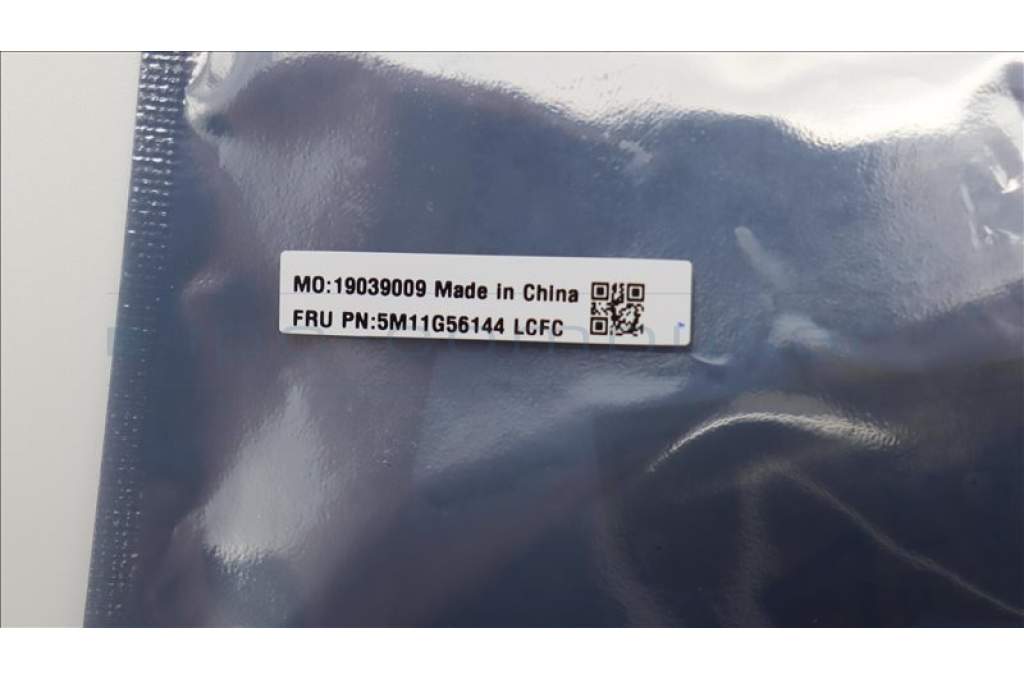 MO:19039009 Made in China
FRU PN:5M11G56144 LCFC